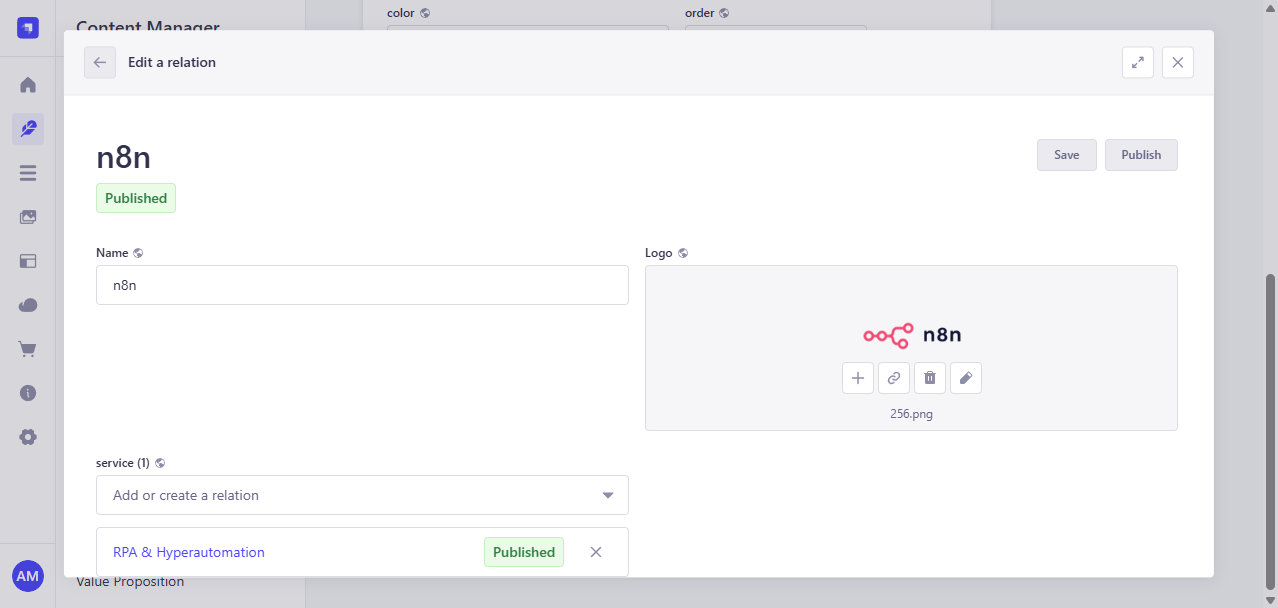 Content Manager
color
order
Edit a relation
n8n
Save
Publish
Published
Name
n8n
Logo
n8n
256.png
service (1)
Add or create a relation
RPA & Hyperautomation
Published
AM
Value Proposition